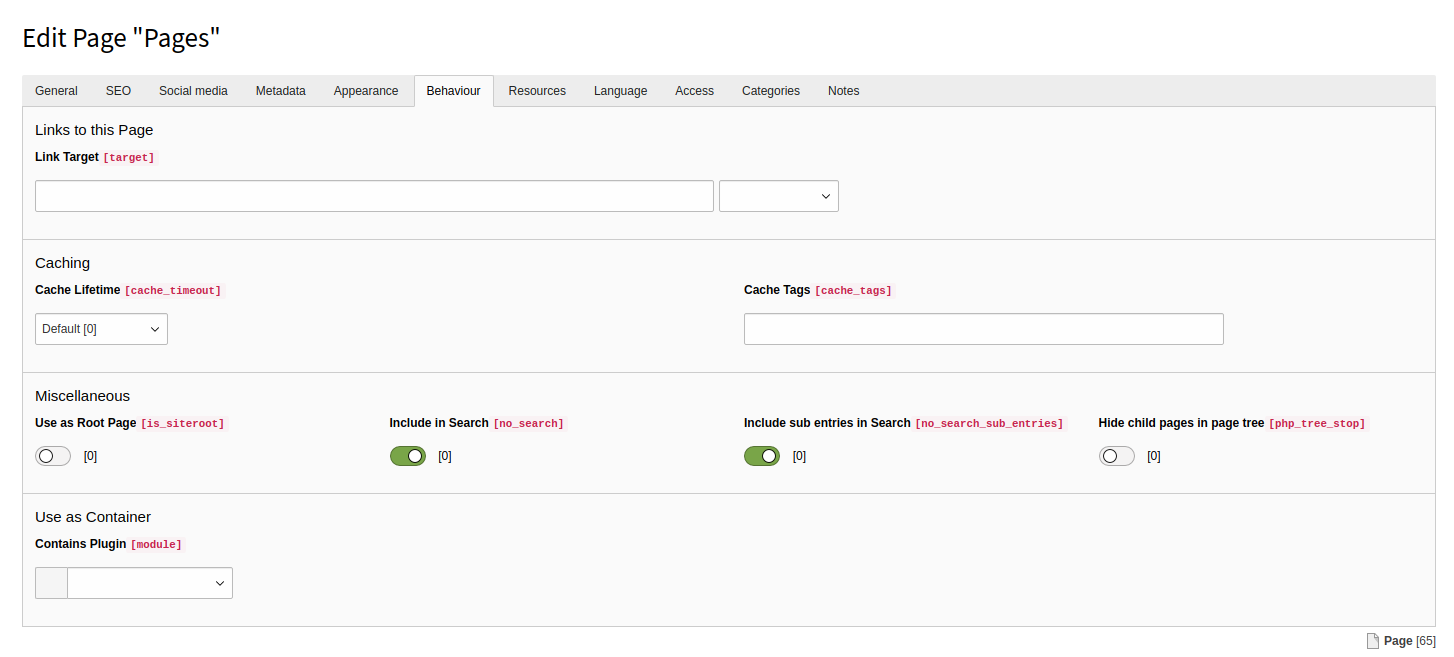 Edit Page "Pages"
General SEO Social media Metadata Appearance Behaviour Resources Language Access Categories Notes
Links to this Page
Link Target [target]
Caching
Cache Lifetime [cache_timeout] Cache Tags [cache_tags]
Default [0]
Miscellaneous
Use as Root Page [is_siteroot] Include in Search [no_search] Include sub entries in Search [no_search_sub_entries] Hide child pages in page tree [php_tree_stop]
[0] [0] [0] [0]
Use as Container
Contains Plugin [module]
Page [65]